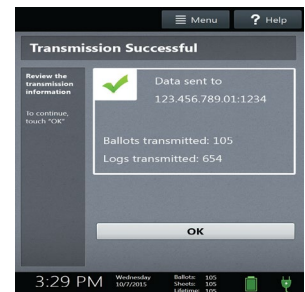 Menu
? Help
Transmission Successful
Review the
transmission
information
To continue,
touch "OK"
Data sent to
123.456.789.01:1234
Ballots transmitted: 105
Logs transmitted: 654
OK
3:29 PM
Wednesday
10/7/2015
Ballots: 105
Sheets: 105
Lifetime: 105